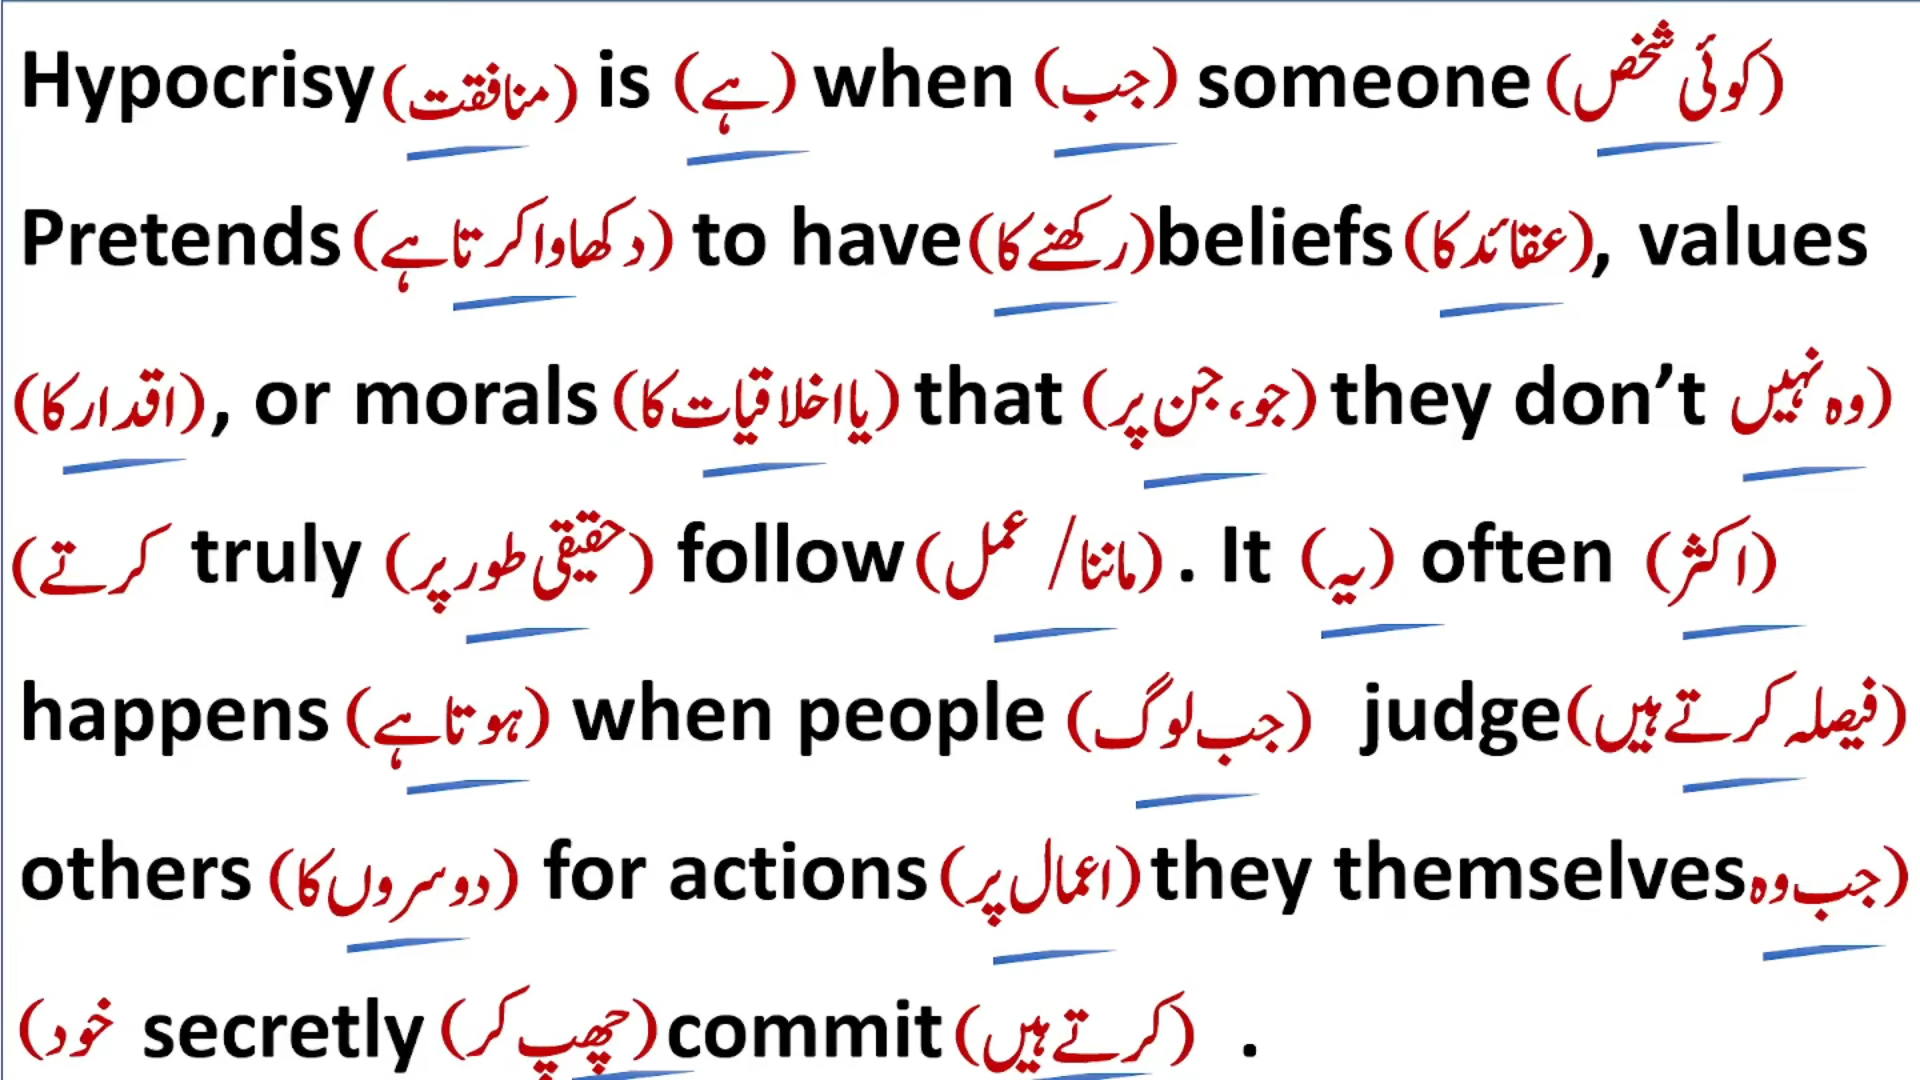 Hypocrisy (منافقت) is (ہے) when (جب) someone (کوئی شخص)
Pretends (دکھاوا کرتا ہے) to have (رکھنے کا) beliefs (عقائد کا), values
(اقدار کا), or morals (یا اخلاقیات کا) that (جو، جن پر) they don’t (وہ نہیں
کرتے) truly (حقیقی طور پر) follow (ماننا/ عمل). It (یہ) often (اکثر)
happens (ہوتا ہے) when people (جب لوگ) judge (فیصلہ کرتے ہیں)
others (دوسروں کا) for actions (اعمال پر) they themselves (جب وہ
خود) secretly (چھپ کر) commit (کرتے ہیں) .